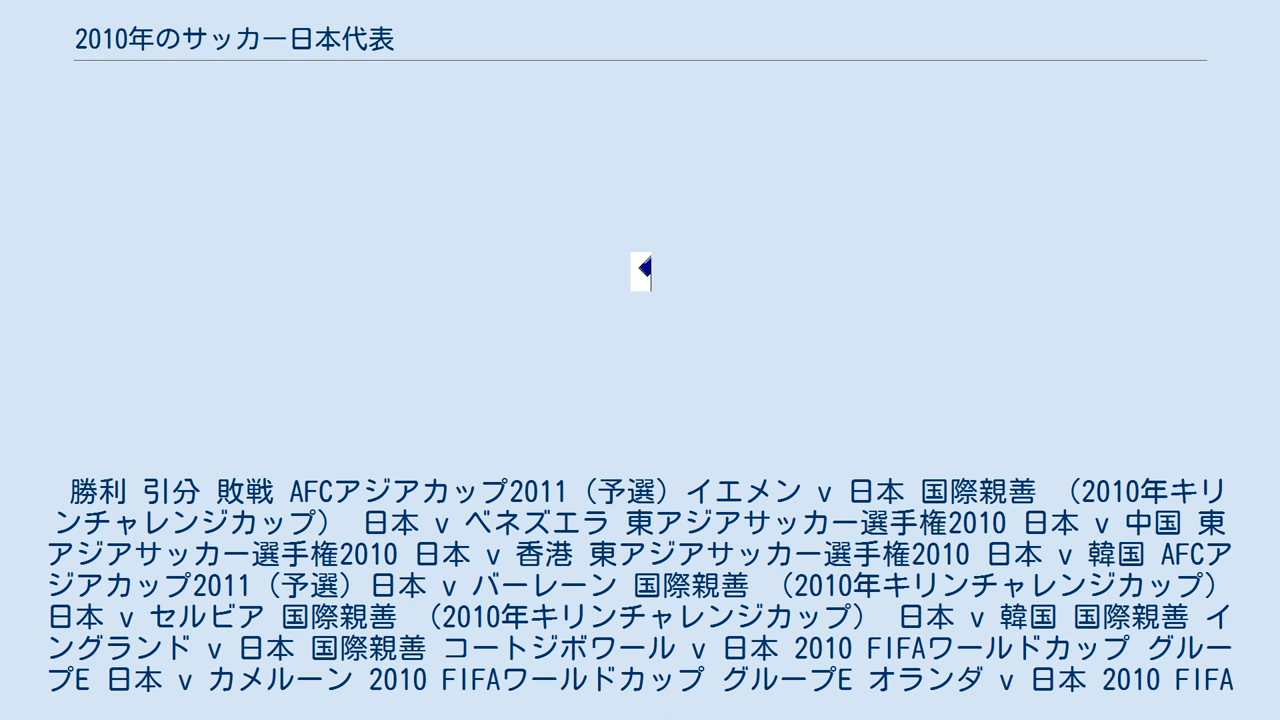 2010年のサッカー日本代表
勝利 引分 敗戦 AFCアジアカップ2011（予選）イエメン v 日本 国際親善 （2010年キリ
ンチャレンジカップ） 日本 v ベネズエラ 東アジアサッカー選手権2010 日本 v 中国 東
アジアサッカー選手権2010 日本 v 香港 東アジアサッカー選手権2010 日本 v 韓国 AFCア
ジアカップ2011（予選）日本 v バーレーン 国際親善 （2010年キリンチャレンジカップ）
日本 v セルビア 国際親善 （2010年キリンチャレンジカップ） 日本 v 韓国 国際親善 イ
ングランド v 日本 国際親善 コートジボワール v 日本 2010 FIFAワールドカップ グルー
プE 日本 v カメルーン 2010 FIFAワールドカップ グループE オランダ v 日本 2010 FIFA